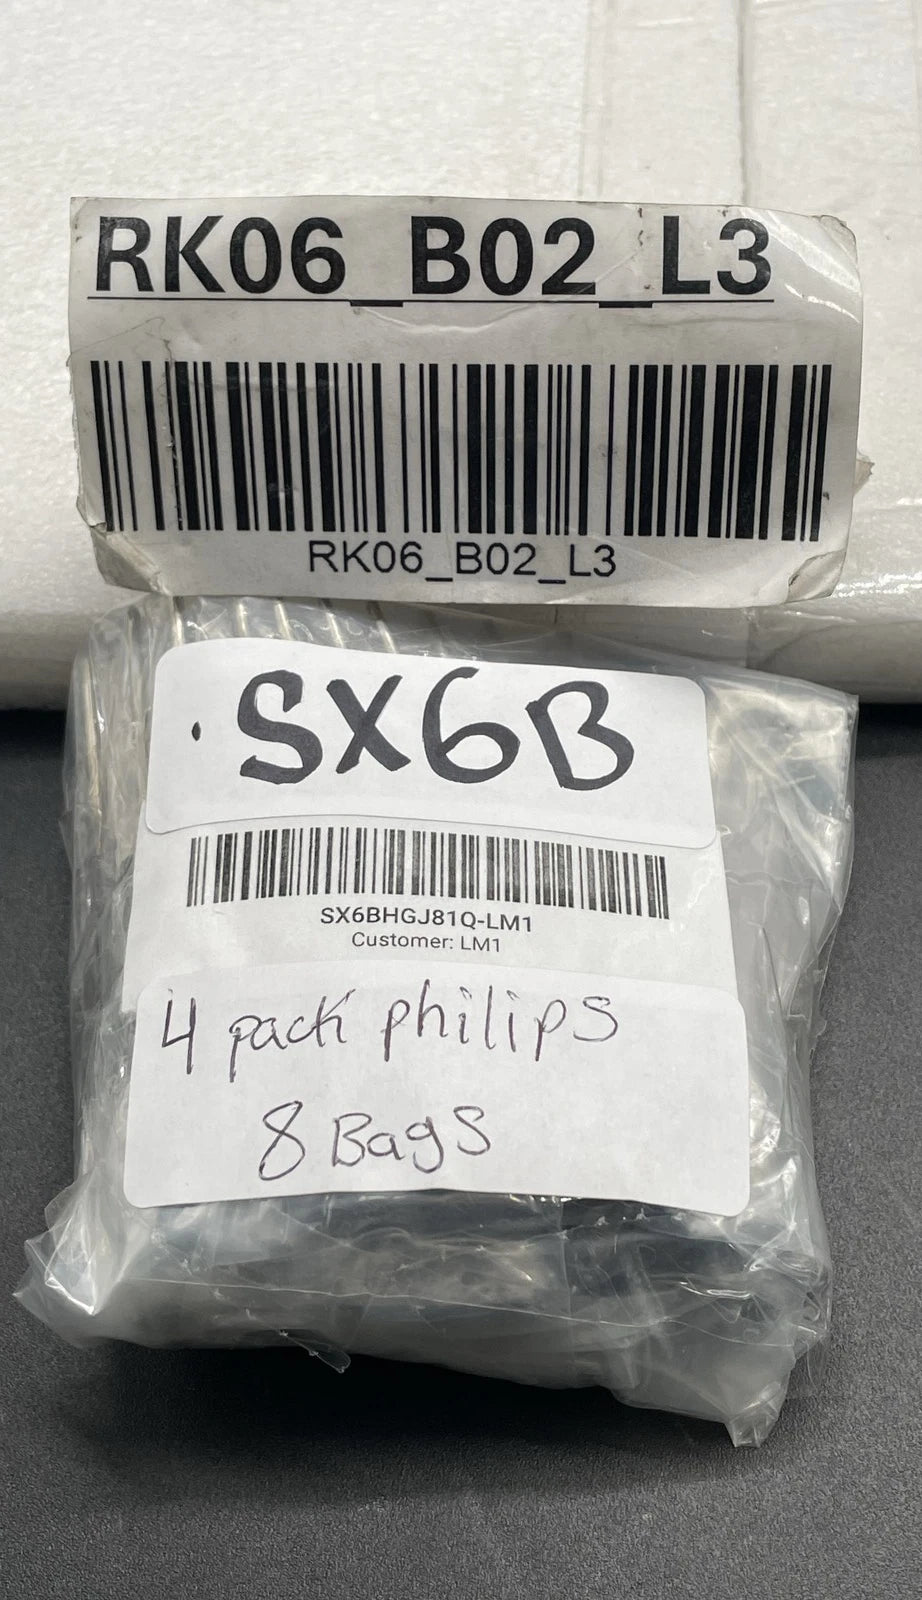 RK06_B02_L3
RK06_B02_L3
SX6B
SX6BHGJ81Q-LM1
Customer: LM1
4 pack philips
8 Bags